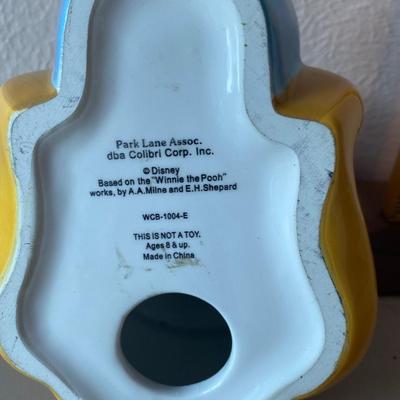 Park Lane Assoc.
dba Colibri Corp. Inc.
© Disney
Based on the "Winnie the Pooh"
works, by A.A.Milne and E.H.Shepard
WCB-1004-E
THIS IS NOT A TOY.
Ages 8 & up.
Made in China